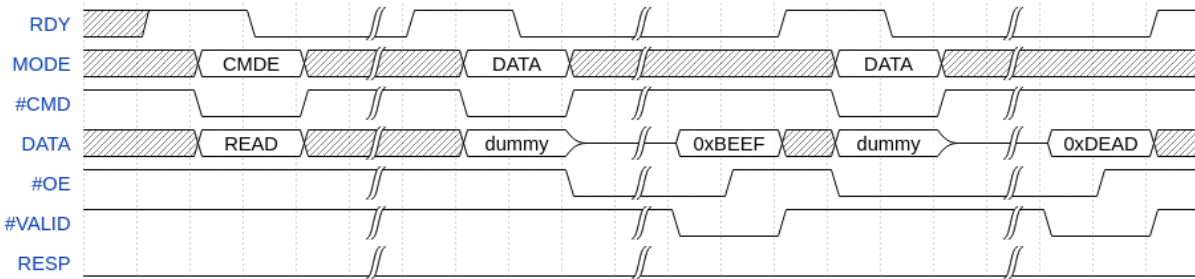 RDY
MODE CMDE DATA DATA
#CMD
DATA READ dummy 0xBEEF dummy 0xDEAD
#OE
#VALID
RESP